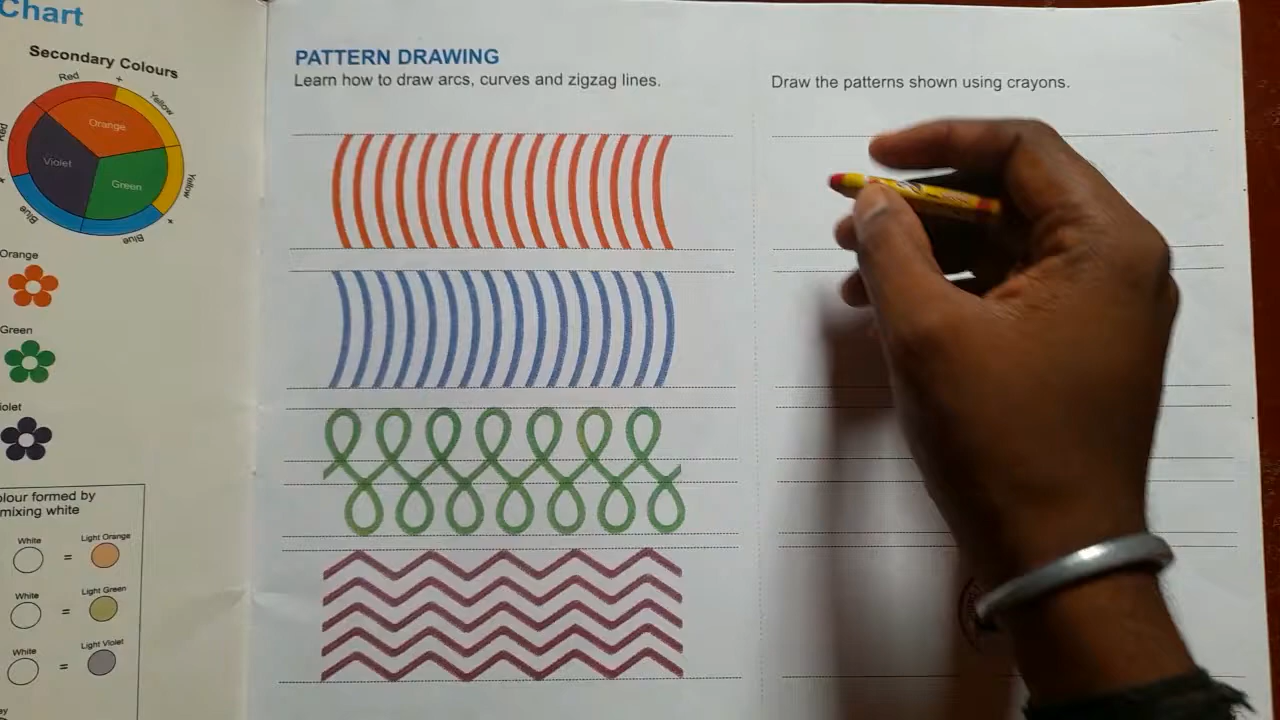 Chart
Secondary Colours
Red
+
Yellow
Orange
Violet
Green
Red
Yellow
+
Blue
Blue
Orange
Green
iolet
olour formed by
mixing white
White
=
Light Orange
White
=
Light Green
White
=
Light Violet
PATTERN DRAWING
Learn how to draw arcs, curves and zigzag lines.
Draw the patterns shown using crayons.